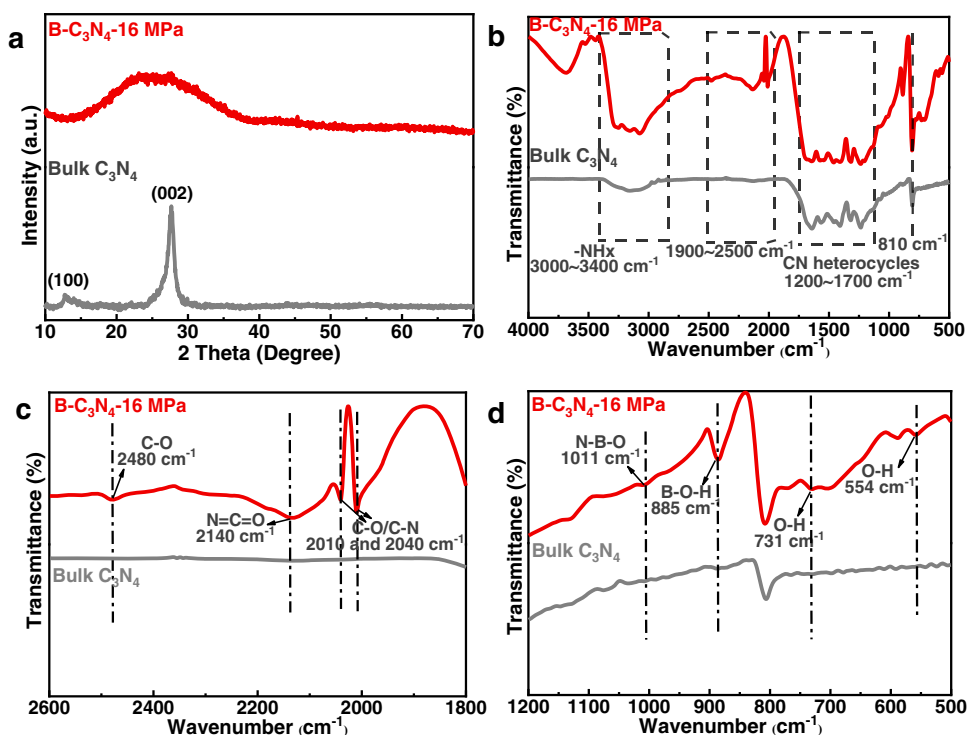 a
B-C₃N₄-16 MPa
Bulk C₃N₄
(002)
(100)
Intensity (a.u.)
10 20 30 40 50 60 70
2 Theta (Degree)
b
B-C₃N₄-16 MPa
Bulk C₃N₄
-NHx
3000~3400 cm⁻¹
1900~2500 cm⁻¹
CN heterocycles
1200~1700 cm⁻¹
810 cm⁻¹
Transmittance (%)
4000 3500 3000 2500 2000 1500 1000 500
Wavenumber (cm⁻¹)
c
B-C₃N₄-16 MPa
C-O
2480 cm⁻¹
N=C=O
2140 cm⁻¹
C-O/C-N
2010 and 2040 cm⁻¹
Bulk C₃N₄
Transmittance (%)
2600 2400 2200 2000 1800
Wavenumber (cm⁻¹)
d
B-C₃N₄-16 MPa
N-B-O
1011 cm⁻¹
B-O-H
885 cm⁻¹
O-H
731 cm⁻¹
O-H
554 cm⁻¹
Bulk C₃N₄
Transmittance (%)
1200 1100 1000 900 800 700 600 500
Wavenumber (cm⁻¹)